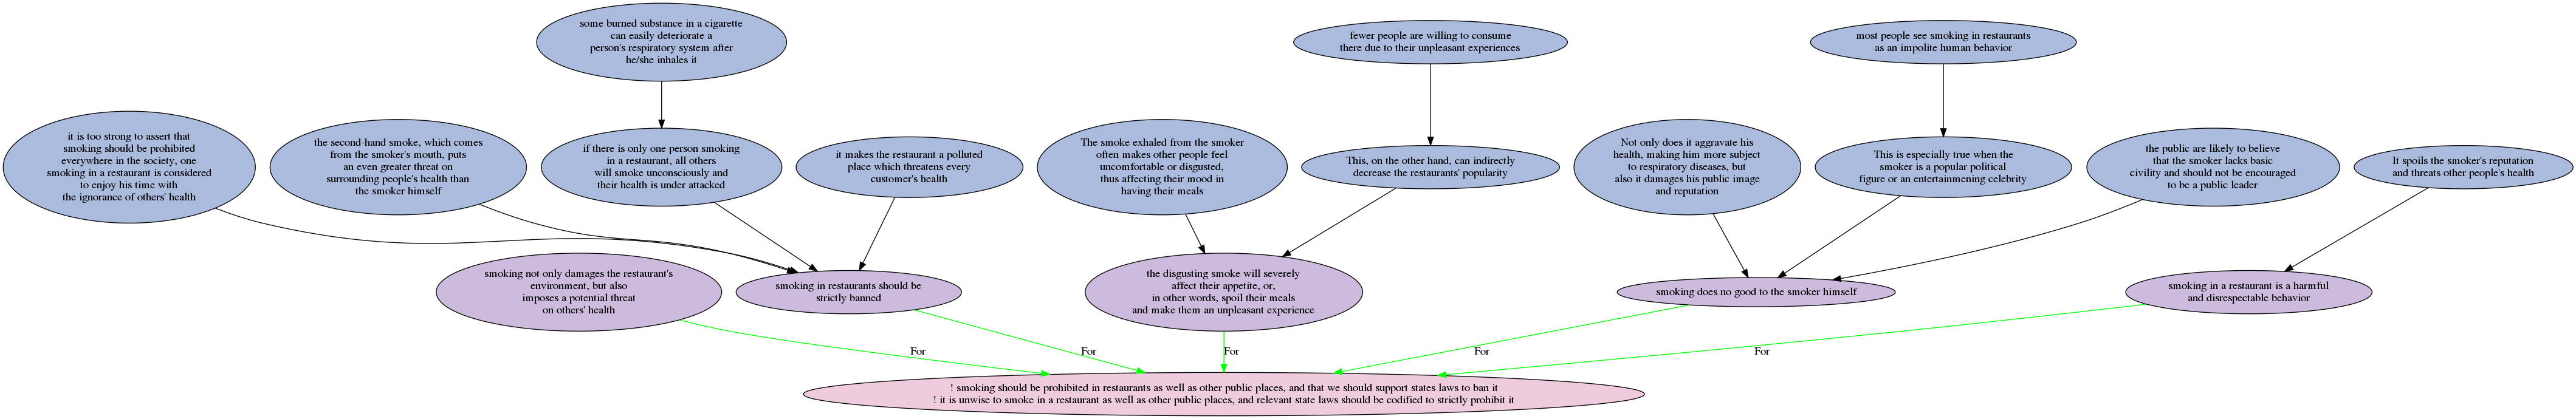 some burned substance in a cigarette
can easily deteriorate a
person's respiratory system after
he/she inhales it
fewer people are willing to consume
there due to their unpleasant experiences
most people see smoking in restaurants
as an impolite human behavior
it is too strong to assert that
smoking should be prohibited
everywhere in the society, one
smoking in a restaurant is considered
to enjoy his time with
the ignorance of others' health
the second-hand smoke, which comes
from the smoker's mouth, puts
an even greater threat on
surrounding people's health than
the smoker himself
if there is only one person smoking
in a restaurant, all others
will smoke unconsciously and
their health is under attacked
it makes the restaurant a polluted
place which threatens every
customer's health
The smoke exhaled from the smoker
often makes other people feel
uncomfortable or disgusted,
thus affecting their mood in
having their meals
This, on the other hand, can indirectly
decrease the restaurants' popularity
Not only does it aggravate his
health, making him more subject
to respiratory diseases, but
also it damages his public image
and reputation
This is especially true when the
smoker is a popular political
figure or an entertainmening celebrity
the public are likely to believe
that the smoker lacks basic
civility and should not be encouraged
to be a public leader
It spoils the smoker's reputation
and threats other people's health
smoking not only damages the restaurant's
environment, but also
imposes a potential threat
on others' health
smoking in restaurants should be
strictly banned
the disgusting smoke will severely
affect their appetite, or,
in other words, spoil their meals
and make them an unpleasant experience
smoking does no good to the smoker himself
smoking in a restaurant is a harmful
and disrespectable behavior
For
For
For
For
For
! smoking should be prohibited in restaurants as well as other public places, and that we should support states laws to ban it
! it is unwise to smoke in a restaurant as well as other public places, and relevant state laws should be codified to strictly prohibit it